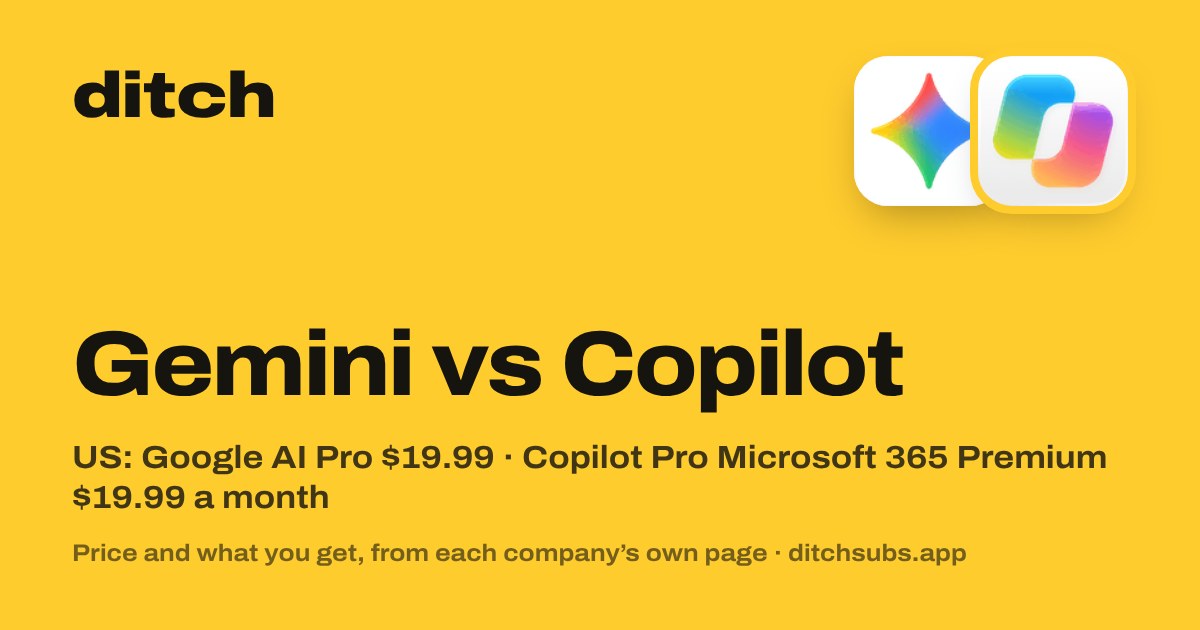 ditch
Gemini vs Copilot
US: Google AI Pro $19.99 · Copilot Pro Microsoft 365 Premium
$19.99 a month
Price and what you get, from each company’s own page · ditchsubs.app